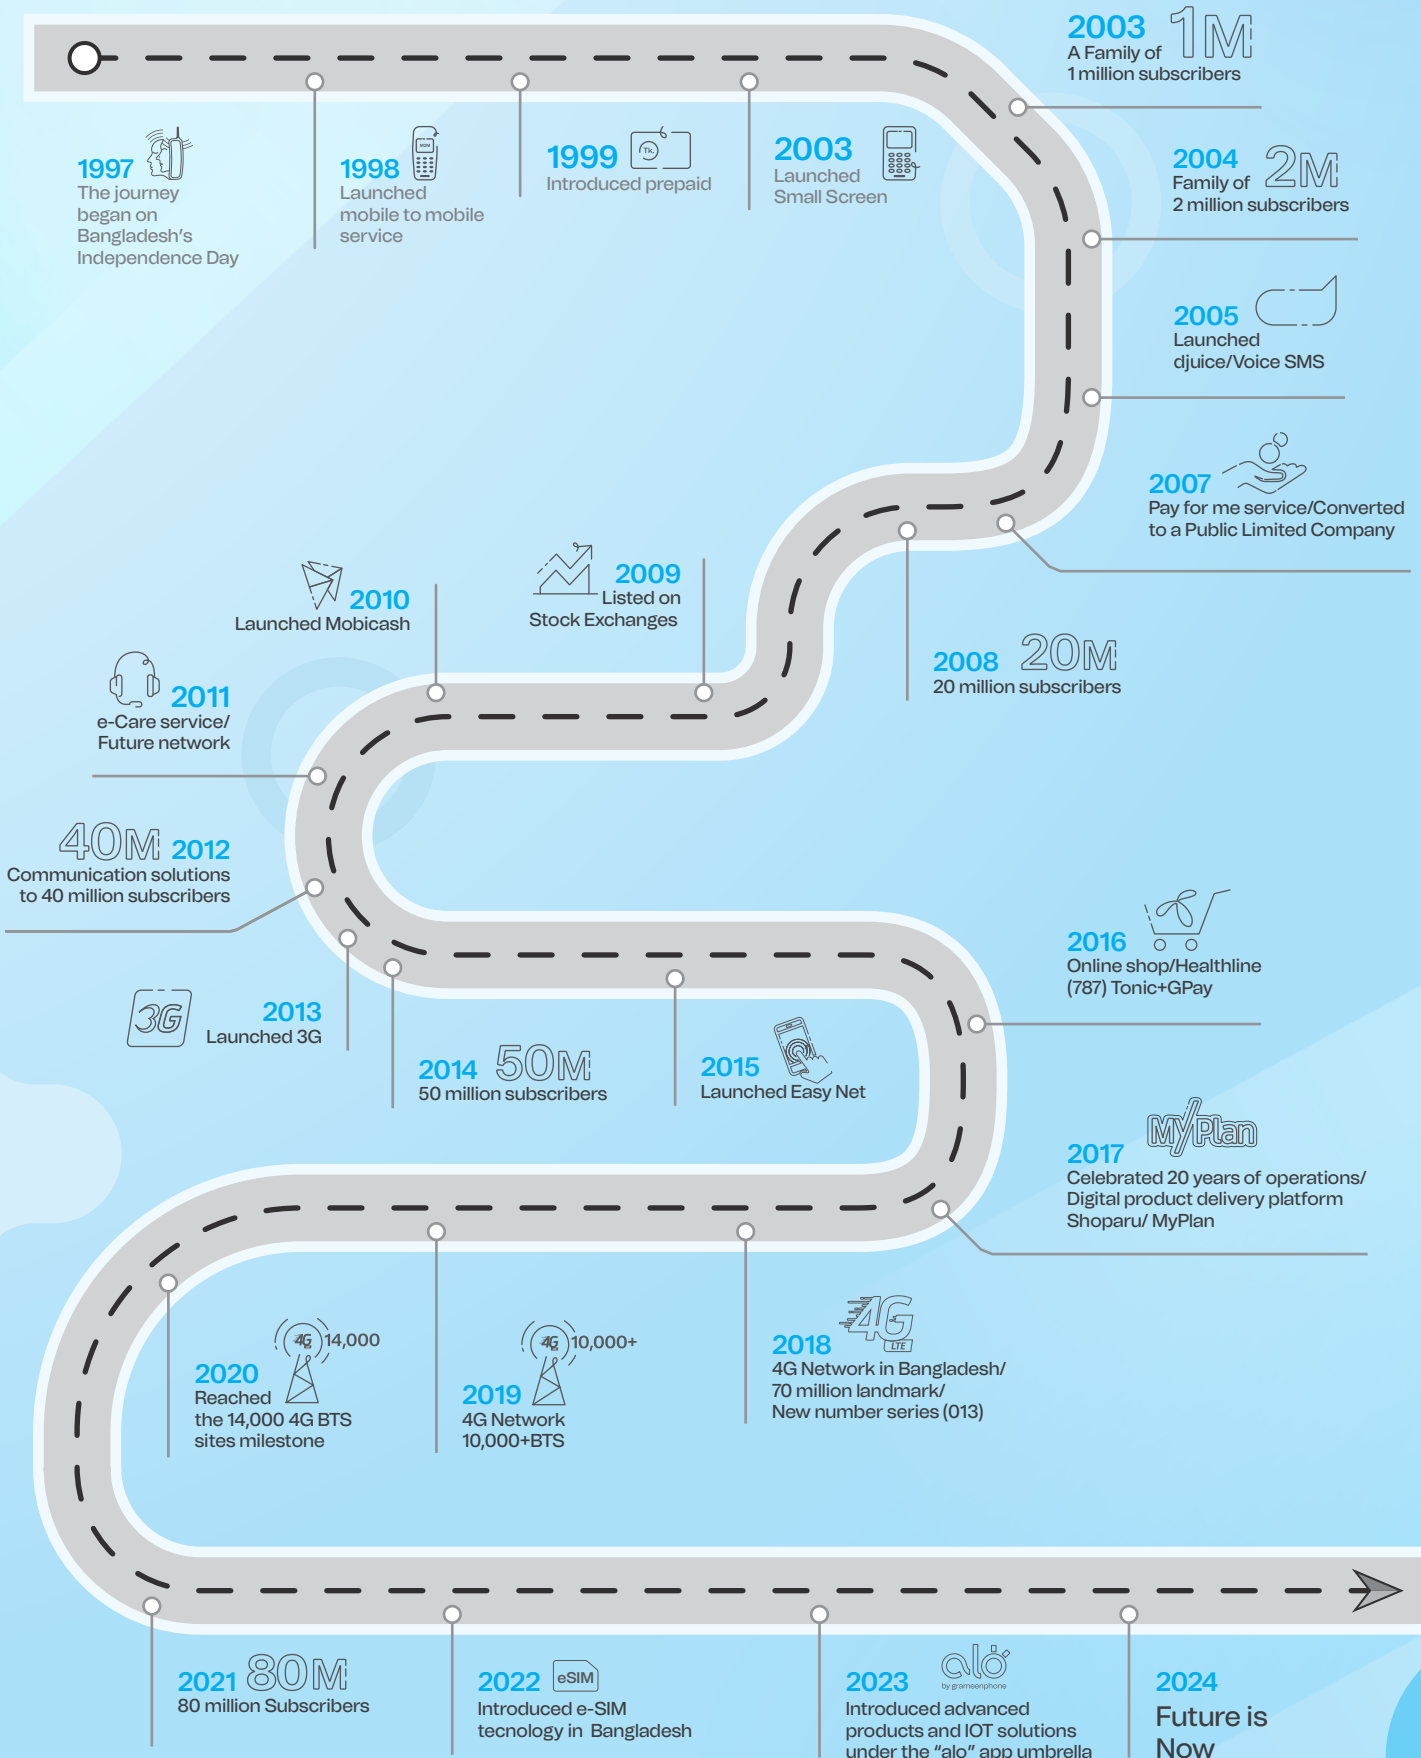 1997
The journey
began on
Bangladesh's
Independence Day
M2M
1998
Launched
mobile to mobile
service
Tk.
1999
Introduced prepaid
2003
Launched
Small Screen
2003 1M
A Family of
1 million subscribers
2004 2M
Family of
2 million subscribers
2005
Launched
djuice/Voice SMS
2007
Pay for me service/Converted
to a Public Limited Company
2008 20M
20 million subscribers
2009
Listed on
Stock Exchanges
2010
Launched Mobicash
2011
e-Care service/
Future network
40M 2012
Communication solutions
to 40 million subscribers
3G
2013
Launched 3G
2014 50M
50 million subscribers
2015
Launched Easy Net
2016
Online shop/Healthline
(787) Tonic+GPay
MyPlan
2017
Celebrated 20 years of operations/
Digital product delivery platform
Shoparu/ MyPlan
4G
LTE
2018
4G Network in Bangladesh/
70 million landmark/
New number series (013)
4G 10,000+
2019
4G Network
10,000+BTS
4G 14,000
2020
Reached
the 14,000 4G BTS
sites milestone
2021 80M
80 million Subscribers
2022 eSIM
Introduced e-SIM
tecnology in Bangladesh
alo
by grameenphone
2023
Introduced advanced
products and IOT solutions
under the "alo" app umbrella
2024
Future is
Now